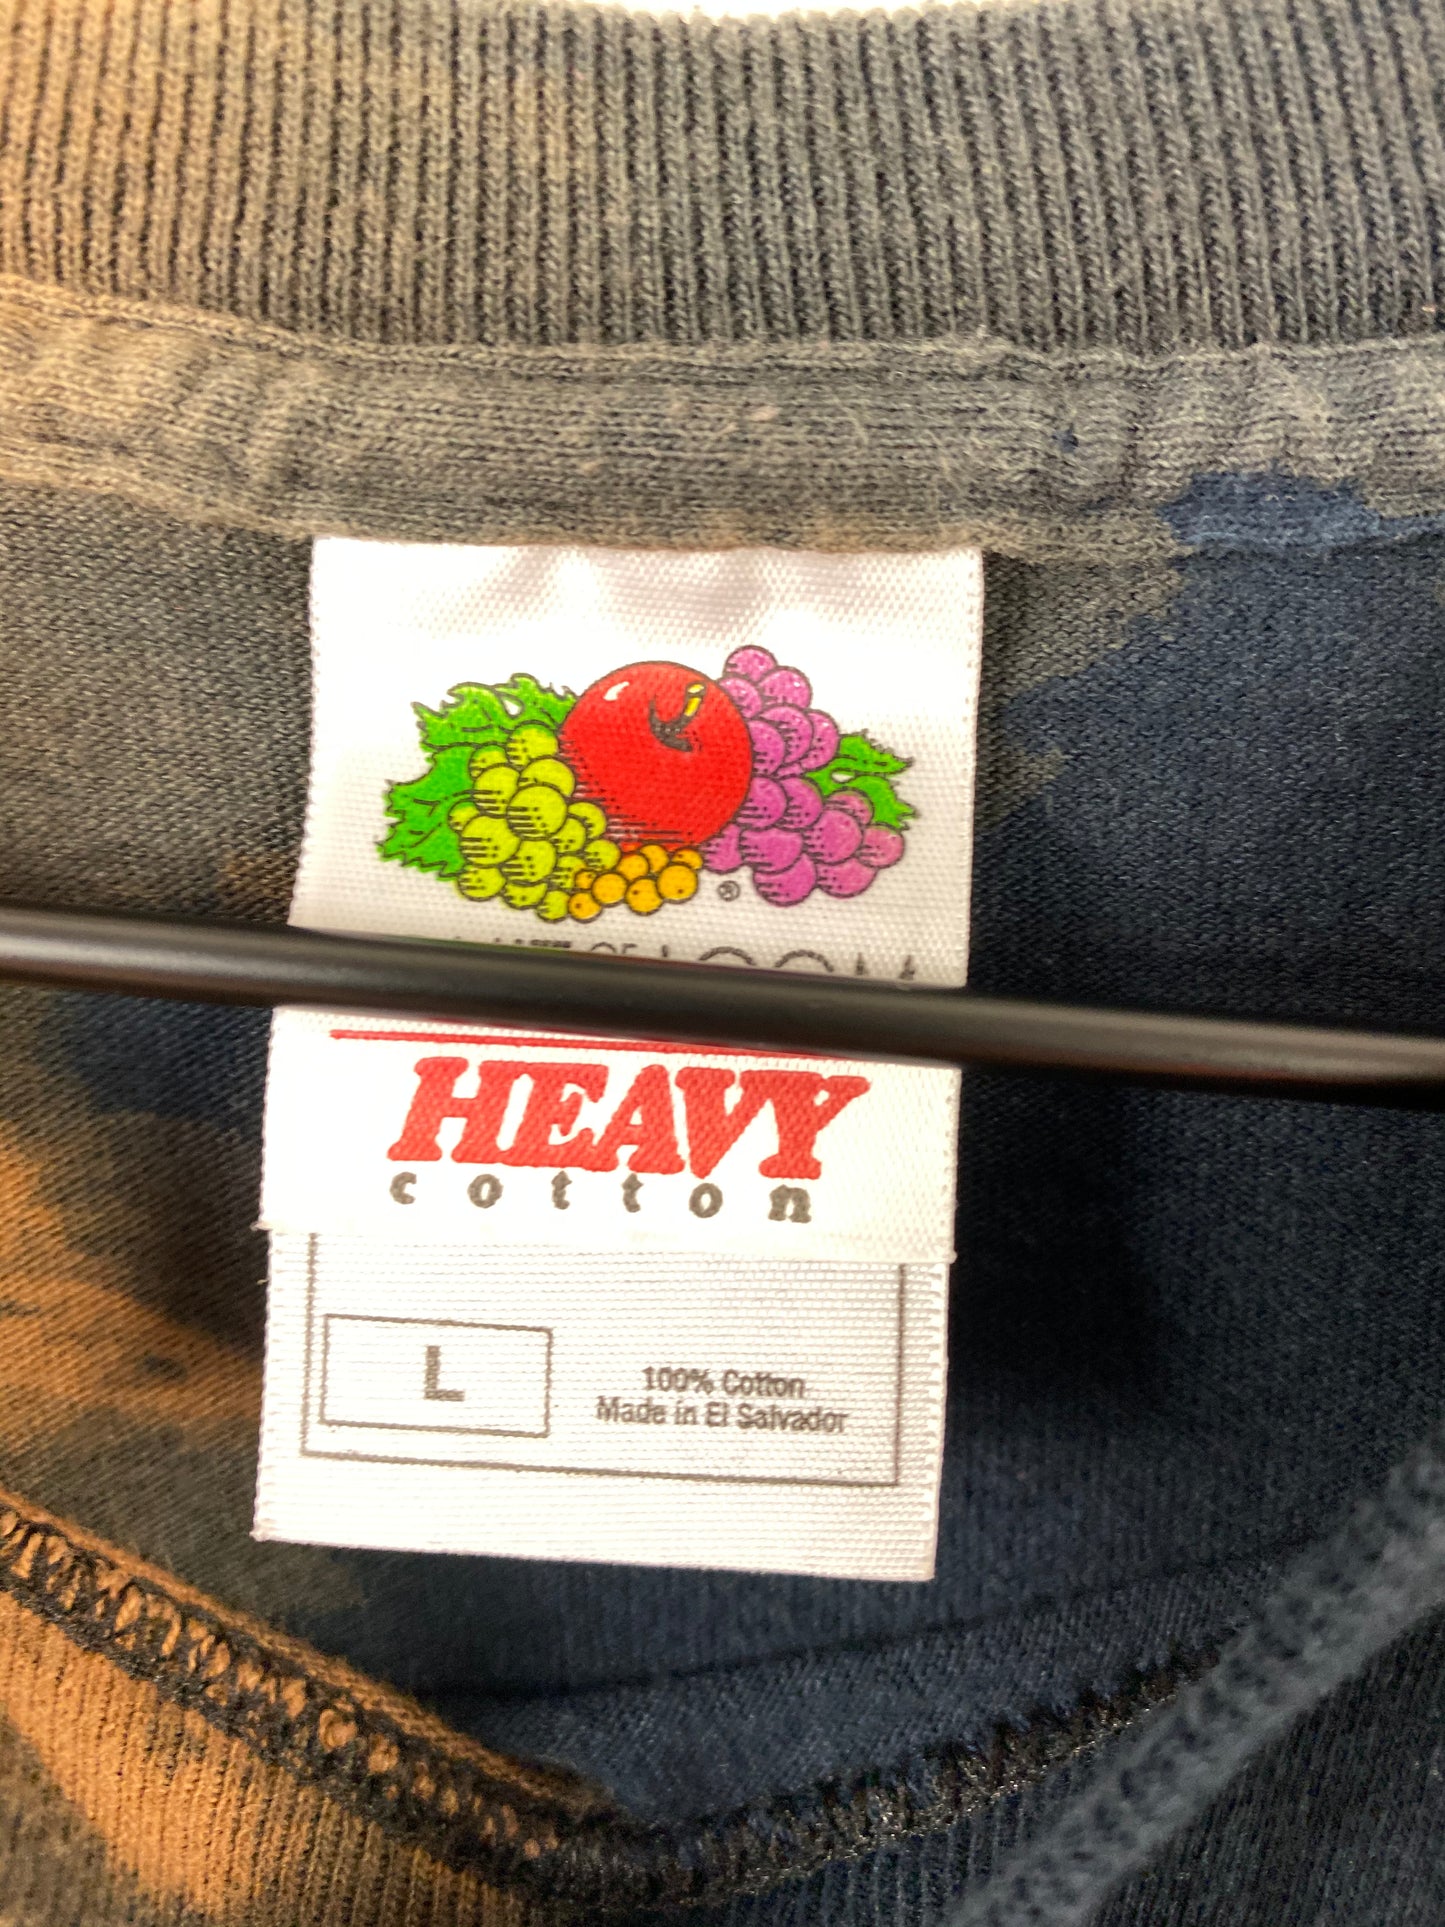 ®
HEAVY
cotton
L
100% Cotton
Made in El Salvador